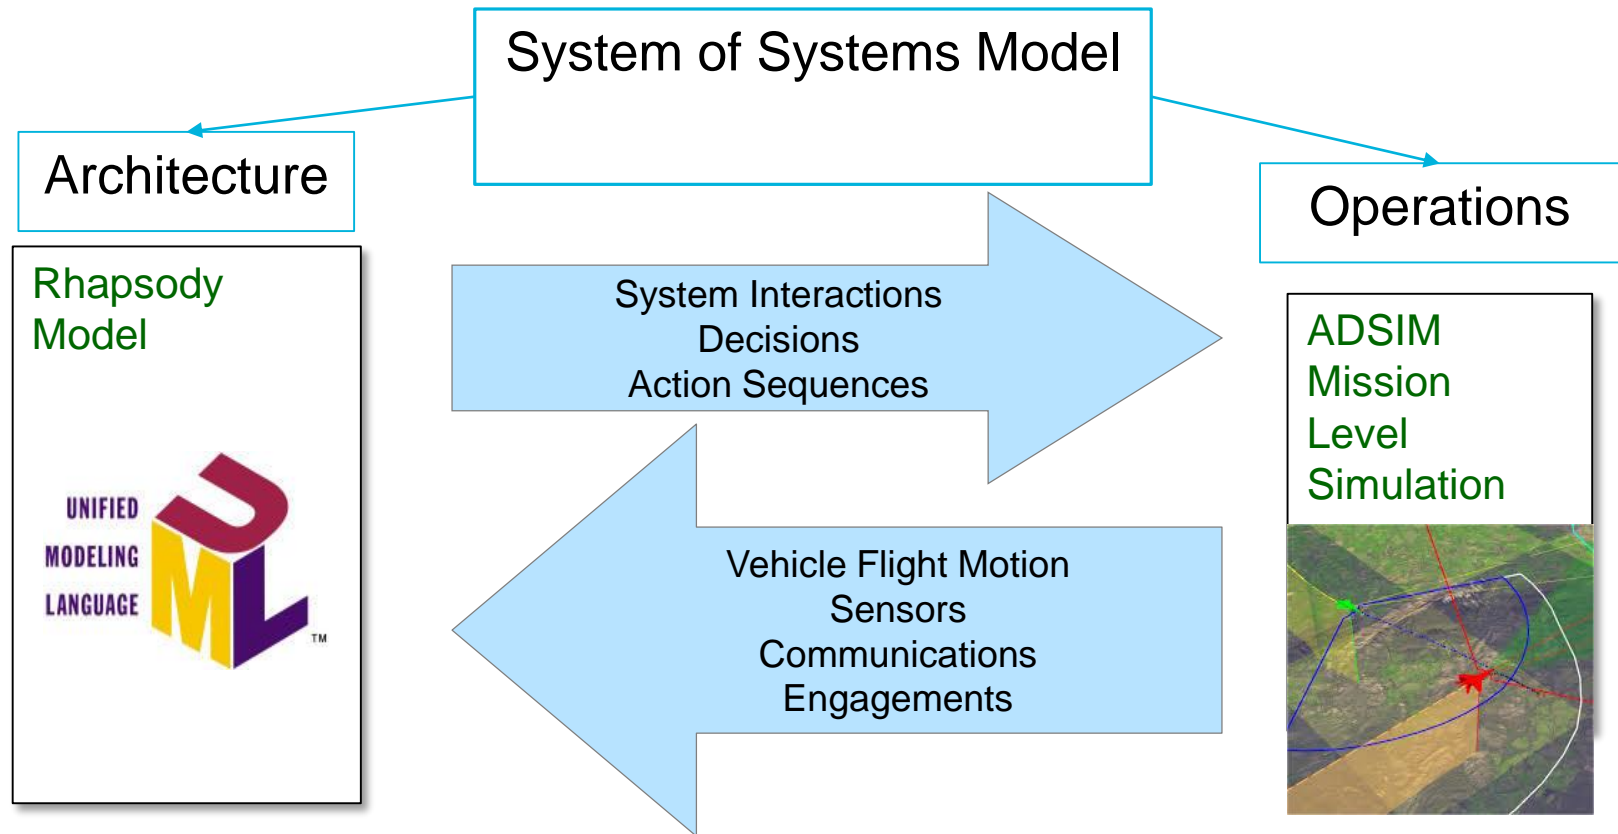 System of Systems Model
Architecture
Operations
Rhapsody
Model
UNIFIED
MODELING
LANGUAGE
UML
TM
System Interactions
Decisions
Action Sequences
Vehicle Flight Motion
Sensors
Communications
Engagements
ADSIM
Mission
Level
Simulation